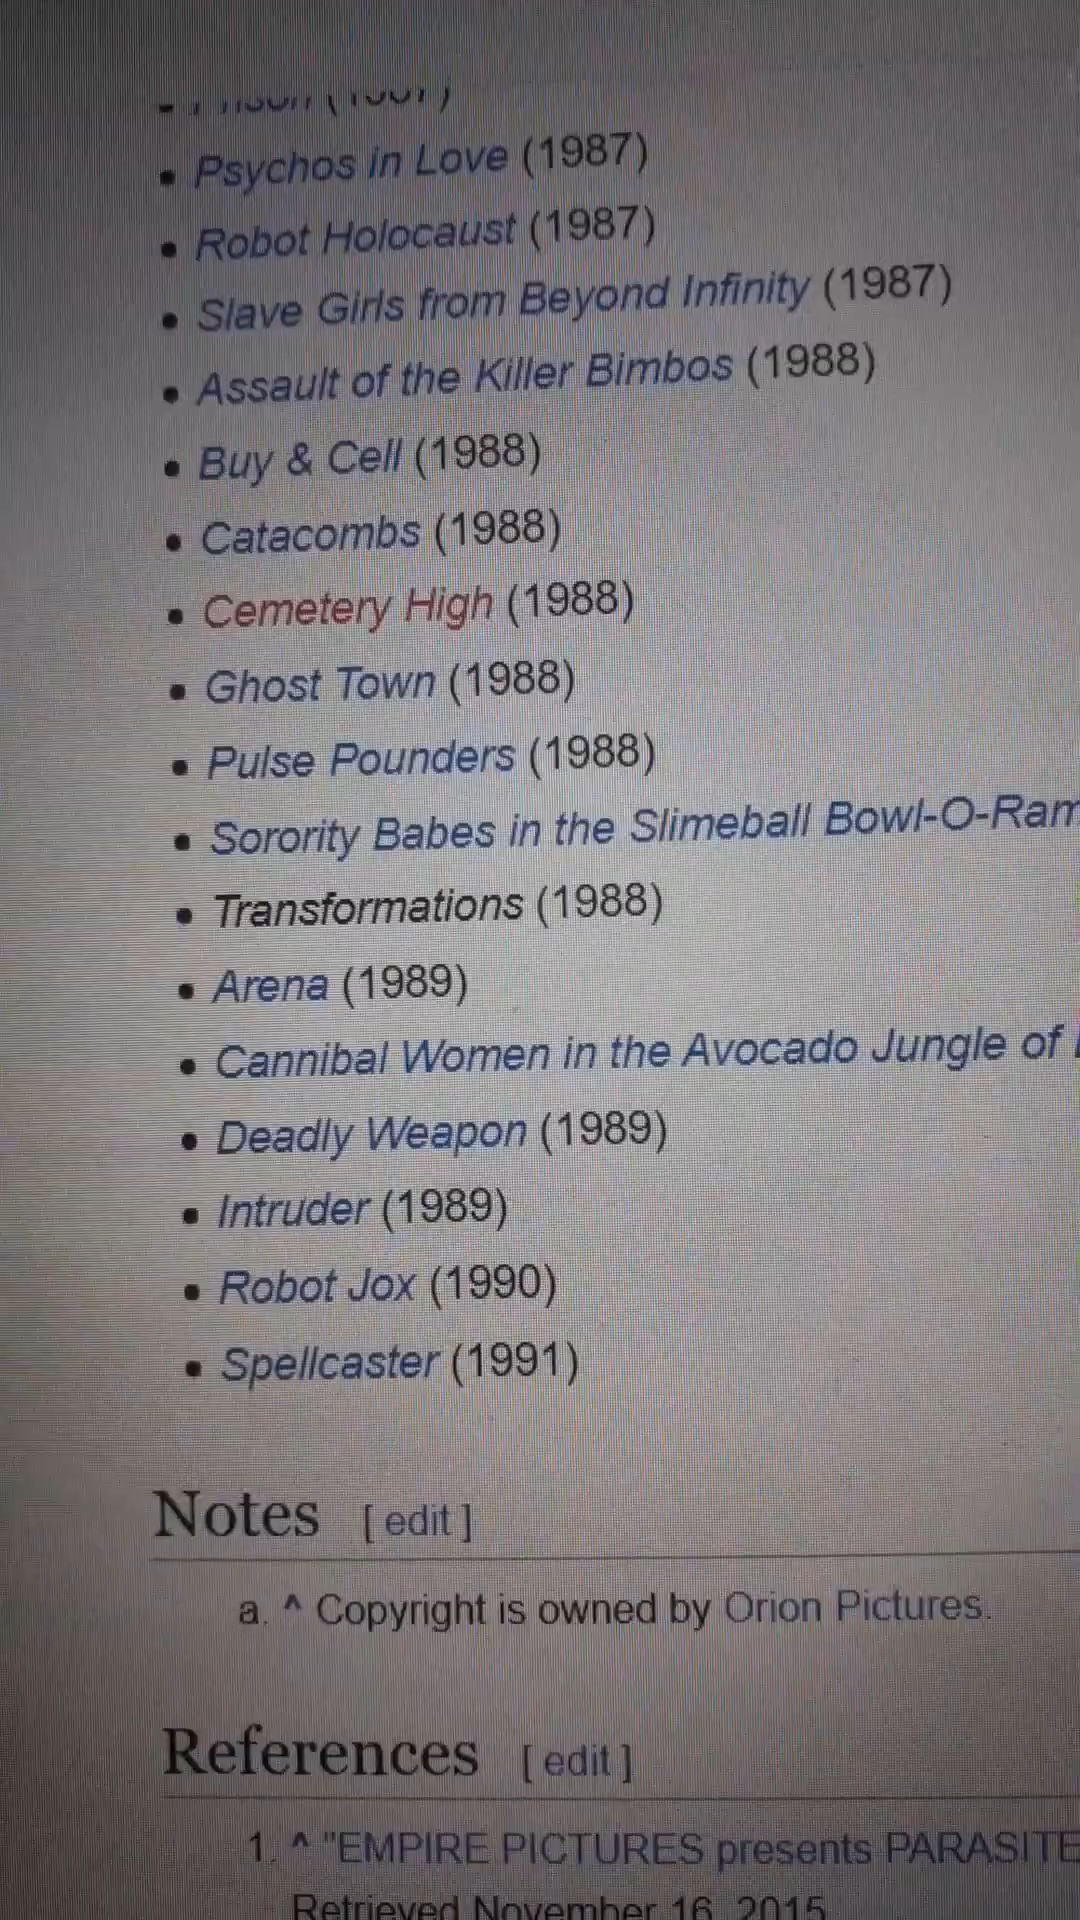 • Psychos in Love (1987)
• Robot Holocaust (1987)
• Slave Girls from Beyond Infinity (1987)
• Assault of the Killer Bimbos (1988)
• Buy & Cell (1988)
• Catacombs (1988)
• Cemetery High (1988)
• Ghost Town (1988)
• Pulse Pounders (1988)
• Sorority Babes in the Slimeball Bowl-O-Ram
• Transformations (1988)
• Arena (1989)
• Cannibal Women in the Avocado Jungle of
• Deadly Weapon (1989)
• Intruder (1989)
• Robot Jox (1990)
• Spellcaster (1991)
Notes [ edit ]
a. ^ Copyright is owned by Orion Pictures.
References [ edit ]
1. ^ "EMPIRE PICTURES presents PARASITE
Retrieved November 16, 2015